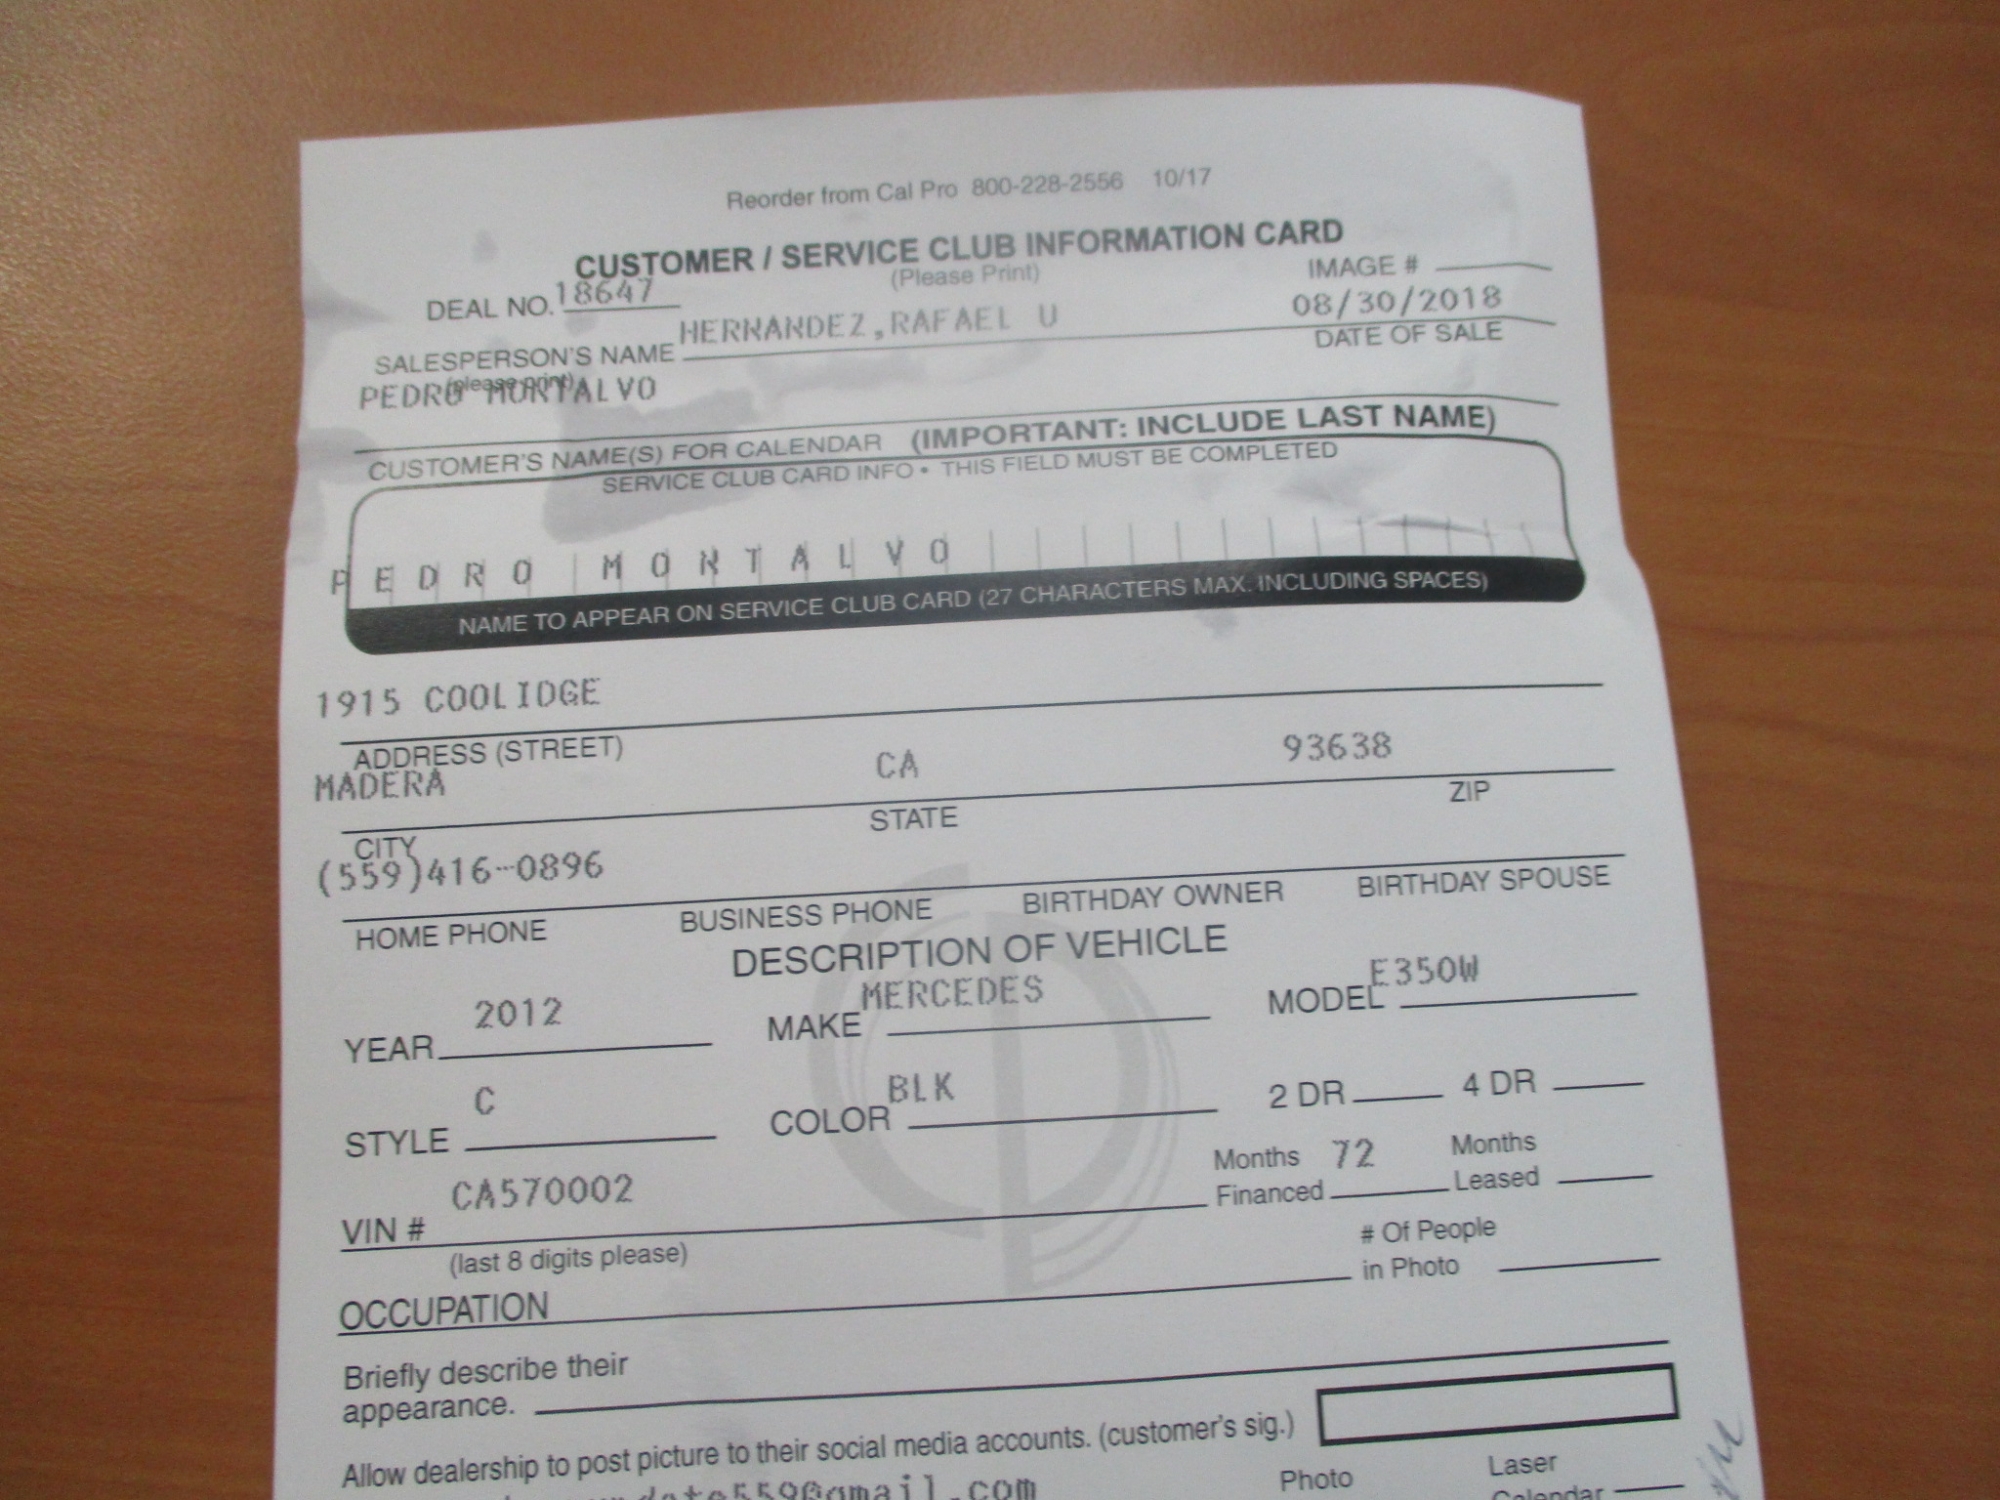 Reorder from Cal Pro 800-228-2556 10/17
CUSTOMER / SERVICE CLUB INFORMATION CARD
(Please Print)
IMAGE #
DEAL NO. 18647
08/30/2018
DATE OF SALE
SALESPERSON'S NAME HERNANDEZ,RAFAEL U
(please print)
PEDRO MONTALVO
CUSTOMER'S NAME(S) FOR CALENDAR (IMPORTANT: INCLUDE LAST NAME)
SERVICE CLUB CARD INFO • THIS FIELD MUST BE COMPLETED
PEDRO MONTALVO
NAME TO APPEAR ON SERVICE CLUB CARD (27 CHARACTERS MAX. INCLUDING SPACES)
1915 COOLIDGE
ADDRESS (STREET)
MADERA CA 93638
CITY STATE ZIP
(559)416-0896
HOME PHONE BUSINESS PHONE BIRTHDAY OWNER BIRTHDAY SPOUSE
DESCRIPTION OF VEHICLE
YEAR 2012 MAKE MERCEDES MODEL E350W
STYLE C COLOR BLK 2 DR 4 DR
VIN # CA570002 Months Financed 72 Months Leased
(last 8 digits please)
# Of People in Photo
OCCUPATION
Briefly describe their
appearance.
Allow dealership to post picture to their social media accounts. (customer's sig.)
Photo Laser
Calendar